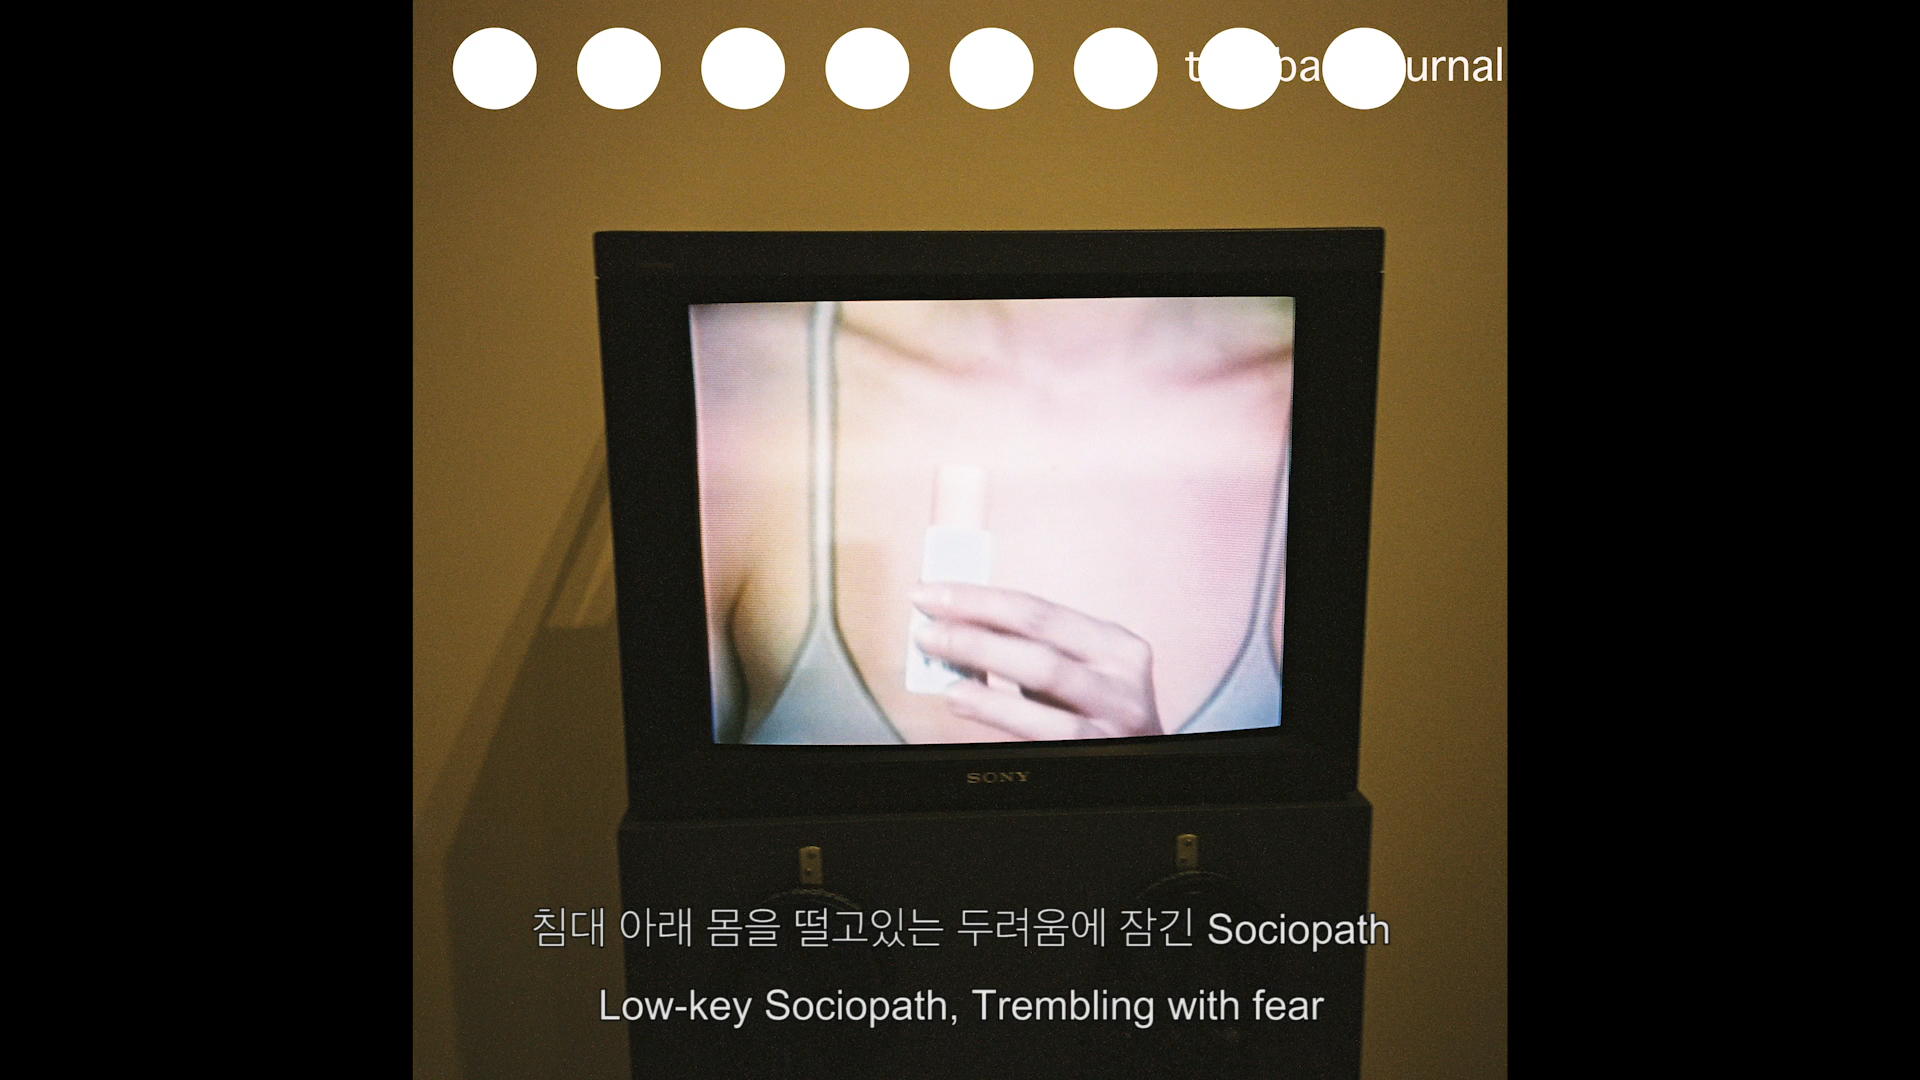 SONY
침대 아래 몸을 떨고있는 두려움에 잠긴 Sociopath
Low-key Sociopath, Trembling with fear